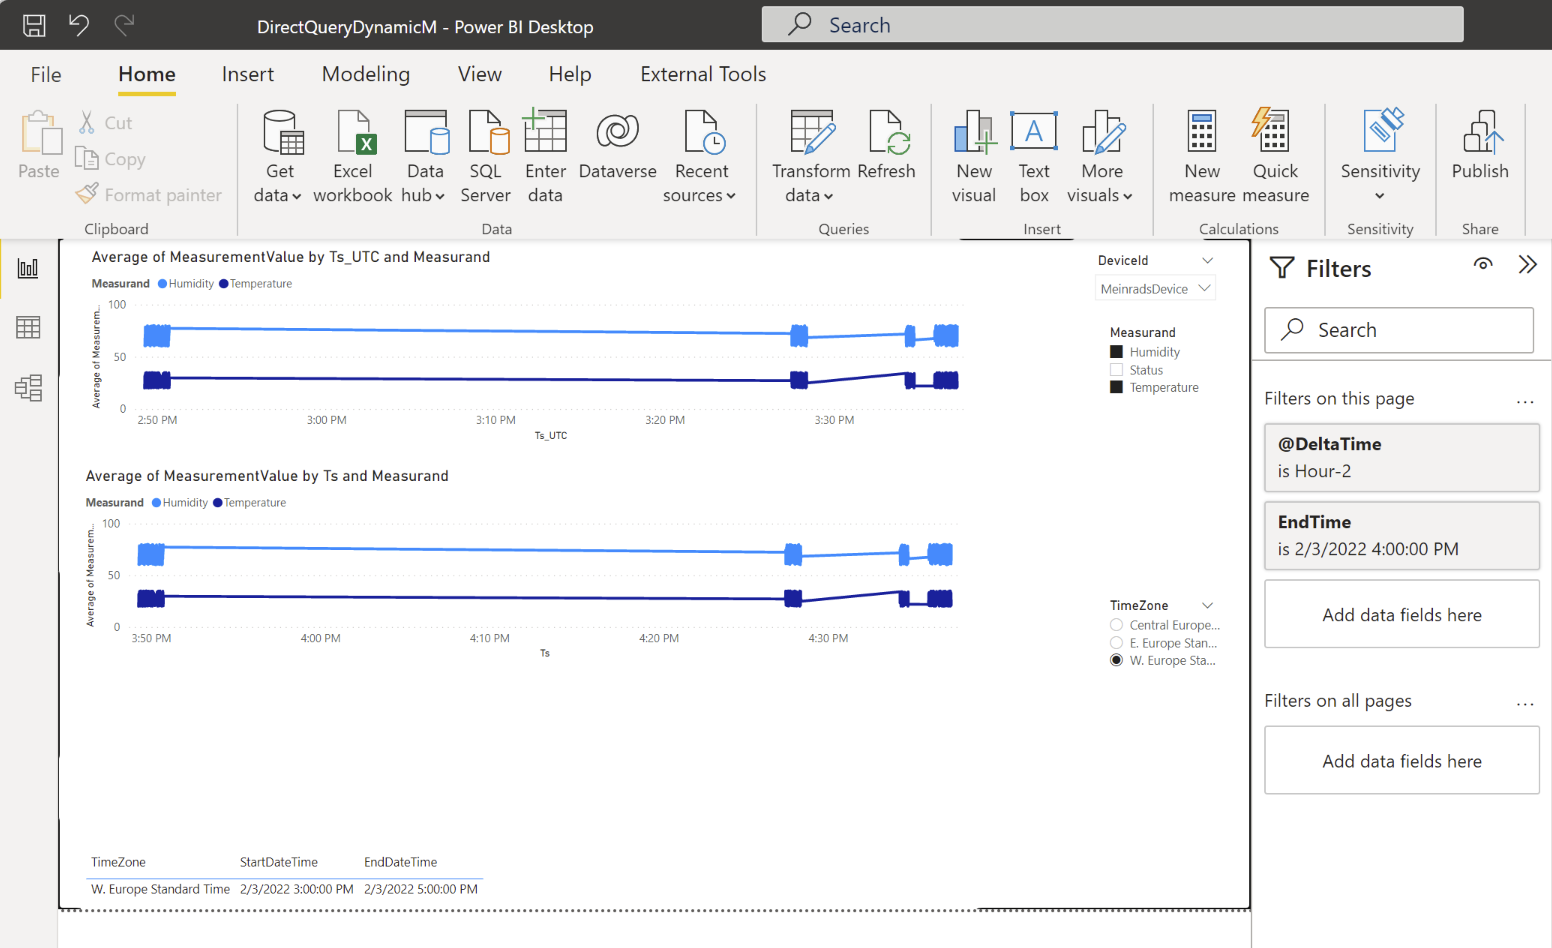 DirectQueryDynamicM - Power BI Desktop
Search
File
Home
Insert
Modeling
View
Help
External Tools
Paste
Cut
Copy
Format painter
Clipboard
Get data
Excel workbook
Data hub
SQL Server
Enter data
Dataverse
Recent sources
Data
Transform data
Refresh
Queries
New visual
Text box
More visuals
Insert
New measure
Quick measure
Calculations
Sensitivity
Sensitivity
Publish
Share
Average of MeasurementValue by Ts_UTC and Measurand
Measurand Humidity Temperature
Average of Measurem...
100
50
0
2:50 PM 3:00 PM 3:10 PM 3:20 PM 3:30 PM
Ts_UTC
Average of MeasurementValue by Ts and Measurand
Measurand Humidity Temperature
Average of Measurem...
100
50
0
3:50 PM 4:00 PM 4:10 PM 4:20 PM 4:30 PM
Ts
DeviceId
MeinradsDevice
Measurand
Humidity
Status
Temperature
TimeZone
Central Europe...
E. Europe Stan...
W. Europe Sta...
TimeZone StartDateTime EndDateTime
W. Europe Standard Time 2/3/2022 3:00:00 PM 2/3/2022 5:00:00 PM
Filters
Search
Filters on this page ...
@DeltaTime
is Hour-2
EndTime
is 2/3/2022 4:00:00 PM
Add data fields here
Filters on all pages ...
Add data fields here